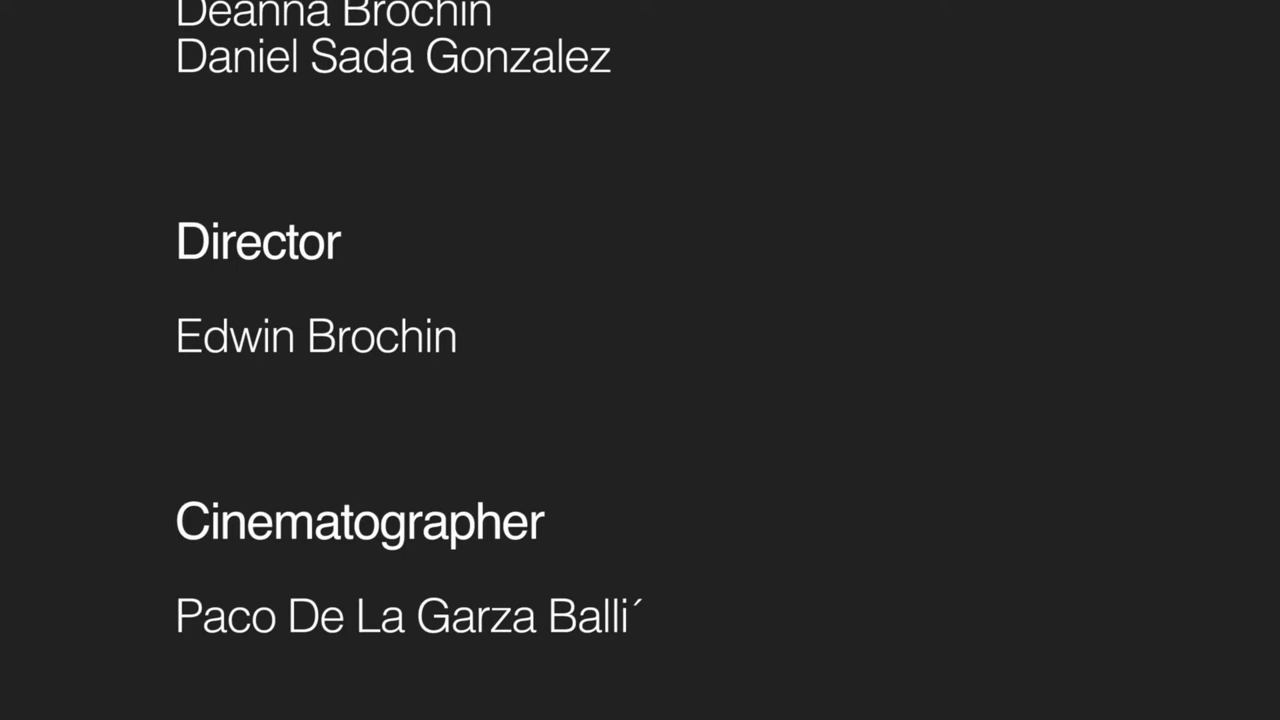 Deanna Brochin
Daniel Sada Gonzalez
Director
Edwin Brochin
Cinematographer
Paco De La Garza Balli´